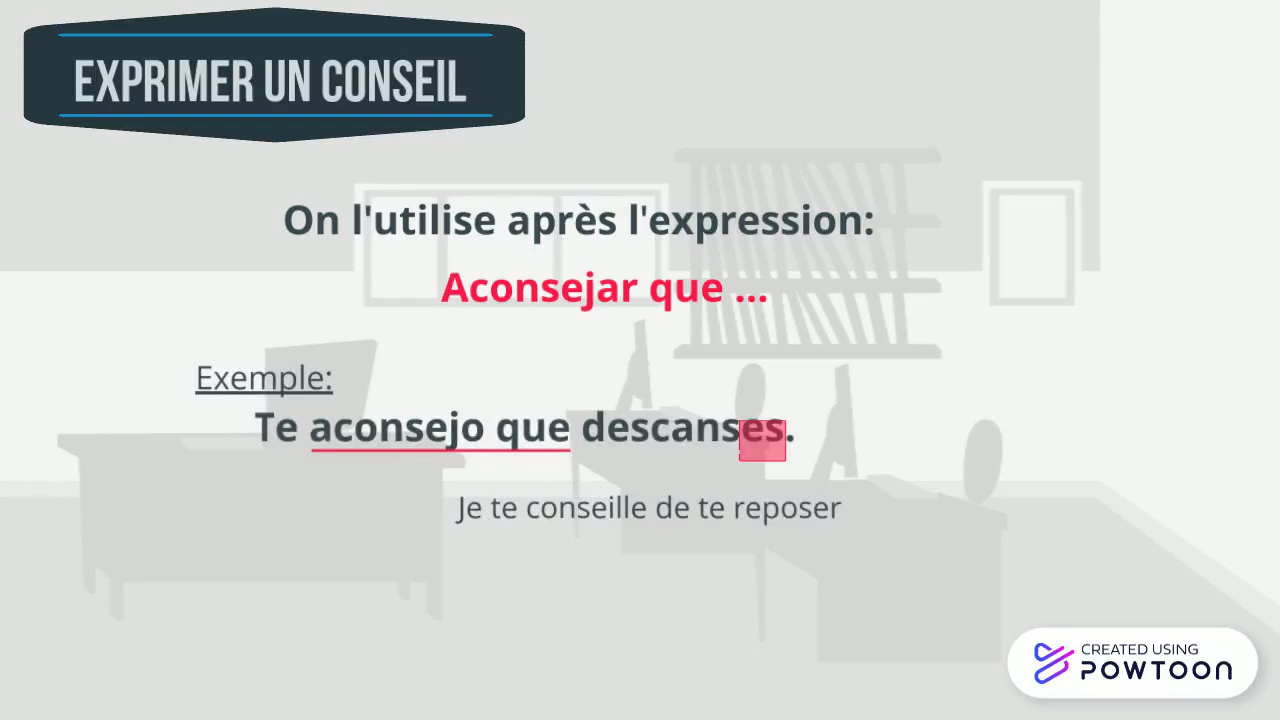 EXPRIMER UN CONSEIL
On l'utilise après l'expression:
Aconsejar que ...
Exemple:
Te aconsejo que descanses.
Je te conseille de te reposer
CREATED USING
POWTOON